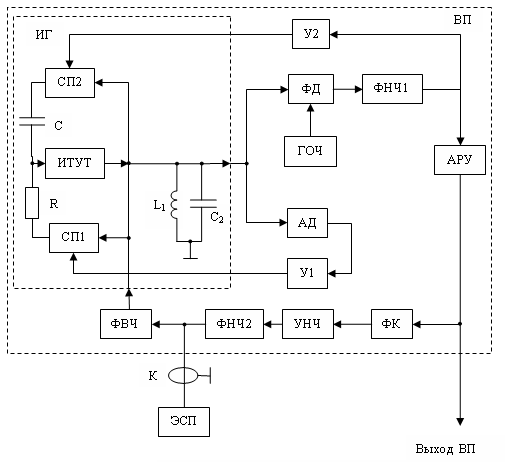 ВП
ИГ
У2
СП2
ФД
ФНЧ1
C
ИТУТ
ГОЧ
АРУ
R
L1
C2
АД
СП1
У1
ФВЧ
ФНЧ2
УНЧ
ФК
К
ЭСП
Выход ВП